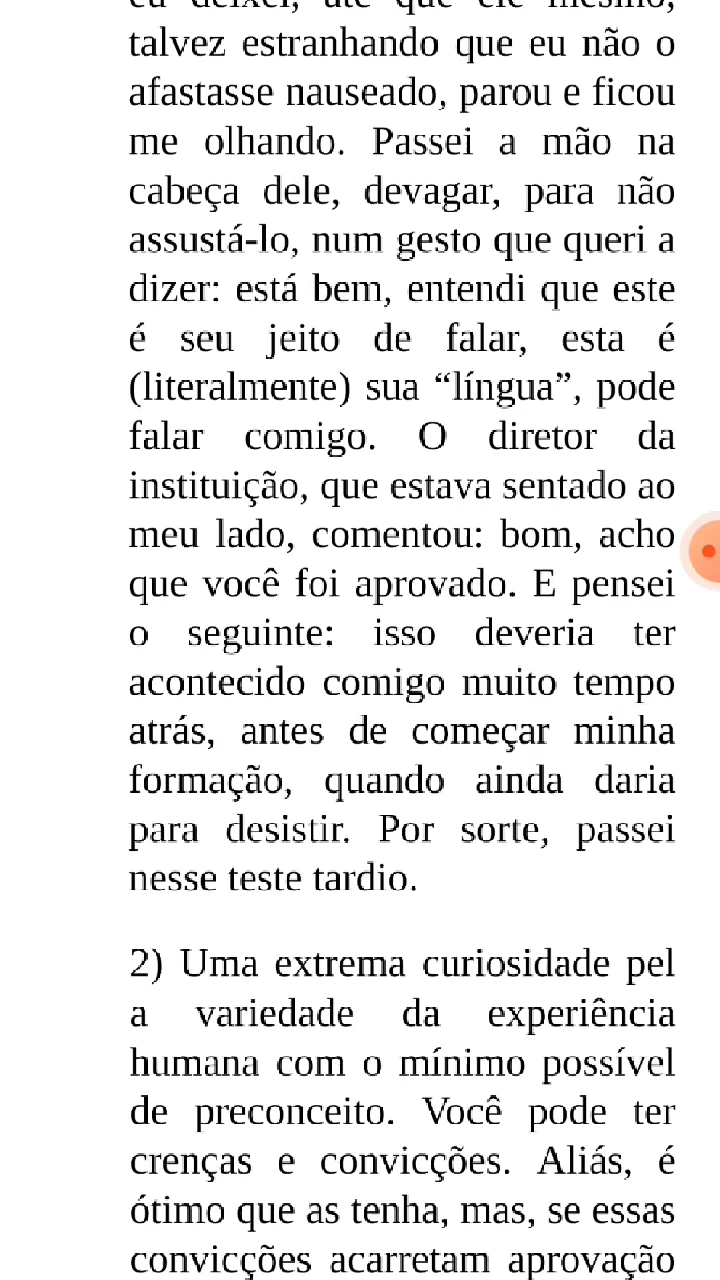 eu deixei, até que ele mesmo,
talvez estranhando que eu não o
afastasse nauseado, parou e ficou
me olhando. Passei a mão na
cabeça dele, devagar, para não
assustá-lo, num gesto que queri a
dizer: está bem, entendi que este
é seu jeito de falar, esta é
(literalmente) sua “língua”, pode
falar comigo. O diretor da
instituição, que estava sentado ao
meu lado, comentou: bom, acho
que você foi aprovado. E pensei
o seguinte: isso deveria ter
acontecido comigo muito tempo
atrás, antes de começar minha
formação, quando ainda daria
para desistir. Por sorte, passei
nesse teste tardio.
2) Uma extrema curiosidade pel
a variedade da experiência
humana com o mínimo possível
de preconceito. Você pode ter
crenças e convicções. Aliás, é
ótimo que as tenha, mas, se essas
convicções acarretam aprovação